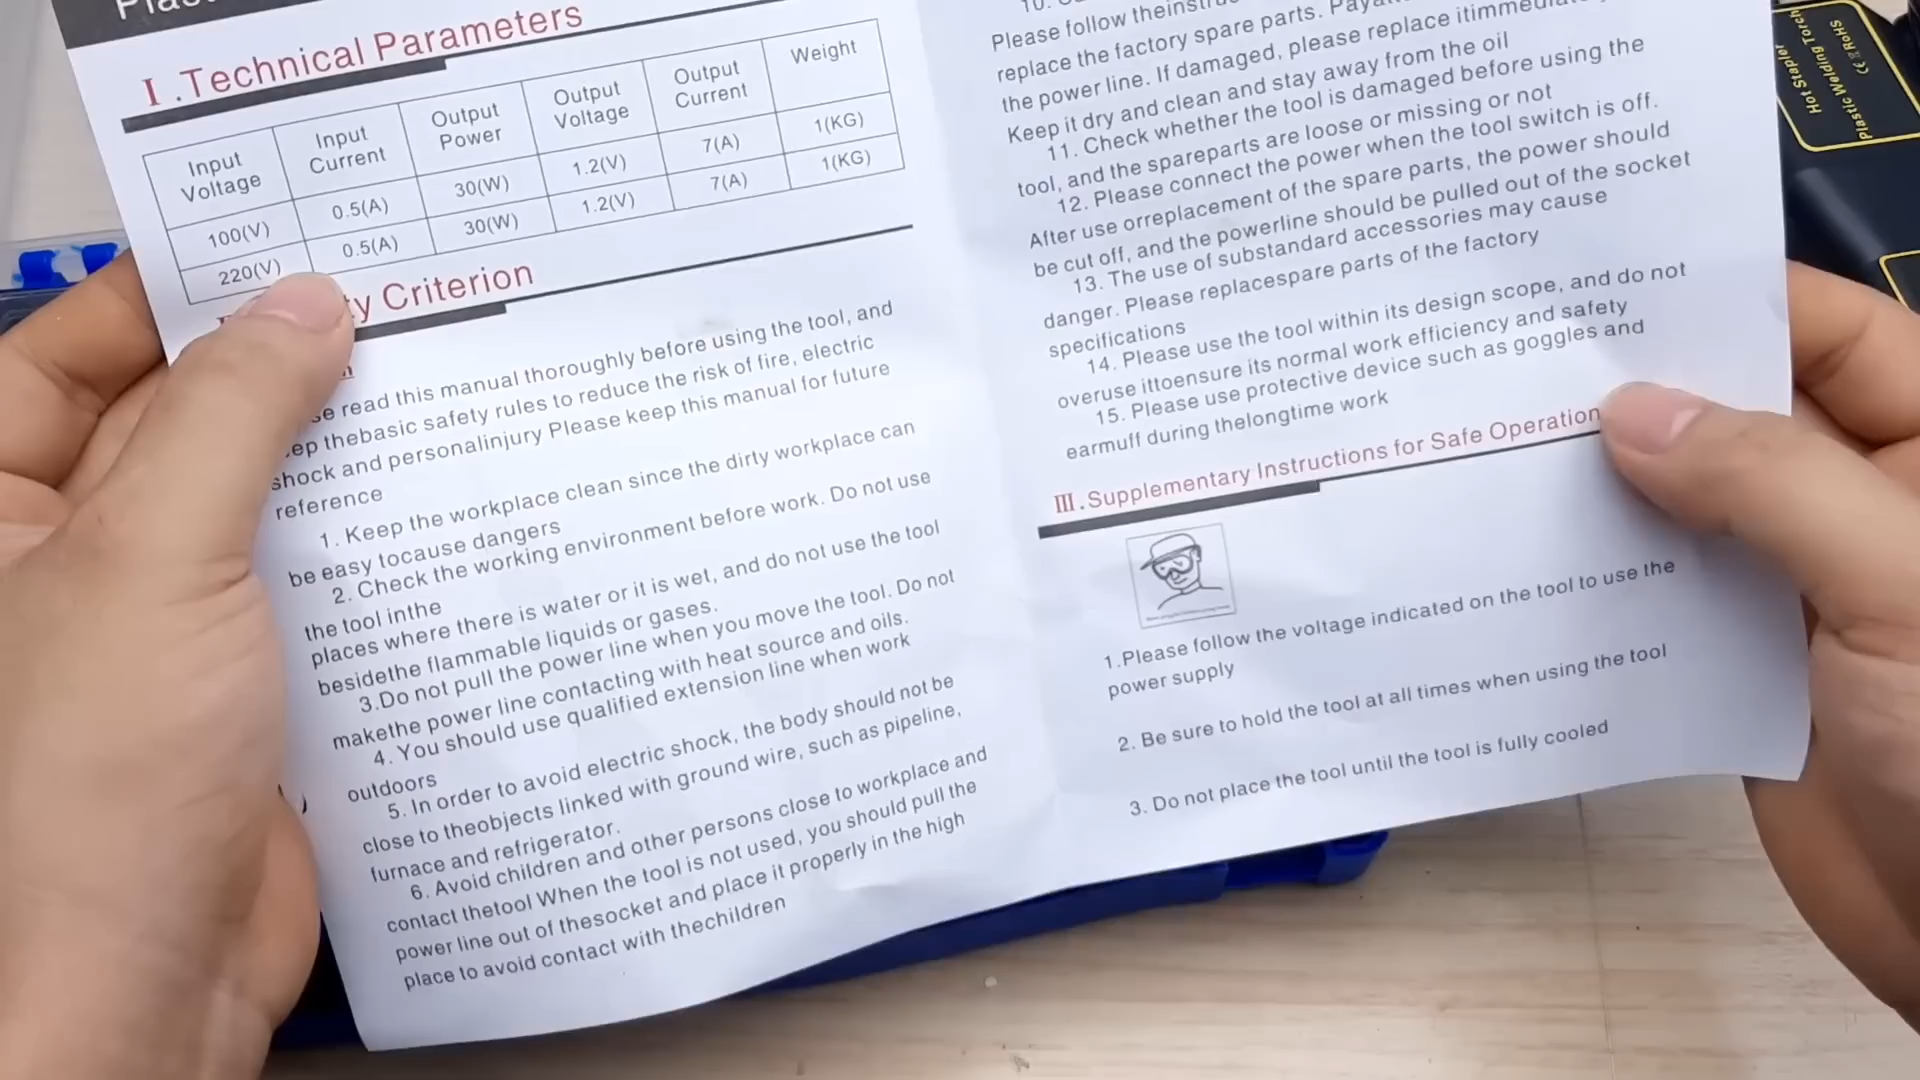 I.Technical Parameters
Input Voltage Input Current Output Power Output Voltage Output Current Weight
100(V) 0.5(A) 30(W) 1.2(V) 7(A) 1(KG)
220(V) 0.5(A) 30(W) 1.2(V) 7(A) 1(KG)
Criterion
read this manual thoroughly before using the tool, and
thebasic safety rules to reduce the risk of fire, electric
shock and personalinjury Please keep this manual for future
reference
1. Keep the workplace clean since the dirty workplace can
be easy tocause dangers
2. Check the working environment before work. Do not use
the tool inthe
places where there is water or it is wet, and do not use the tool
besidethe flammable liquids or gases.
3.Do not pull the power line when you move the tool. Do not
makethe power line contacting with heat source and oils.
4. You should use qualified extension line when work
outdoors
5. In order to avoid electric shock, the body should not be
close to theobjects linked with ground wire, such as pipeline,
furnace and refrigerator.
6. Avoid children and other persons close to workplace and
contact thetool When the tool is not used, you should pull the
power line out of thesocket and place it properly in the high
place to avoid contact with thechildren
10.
Please follow
replace the factory spare parts.
the power line. If damaged, please replace
Keep it dry and clean and stay away from the oil
11. Check whether the tool is damaged before using the
tool, and the spareparts are loose or missing or not
12. Please connect the power when the tool switch is off.
After use orreplacement of the spare parts, the power should
be cut off, and the powerline should be pulled out of the socket
13. The use of substandard accessories may cause
danger. Please replacespare parts of the factory
specifications
14. Please use the tool within its design scope, and do not
overuse ittoensure its normal work efficiency and safety
15. Please use protective device such as goggles and
earmuff during thelongtime work
III.Supplementary Instructions for Safe Operation
1.Please follow the voltage indicated on the tool to use the
power supply
2. Be sure to hold the tool at all times when using the tool
3. Do not place the tool until the tool is fully cooled
Hot Stapler
Plastic Welding Torch
CE RoHS